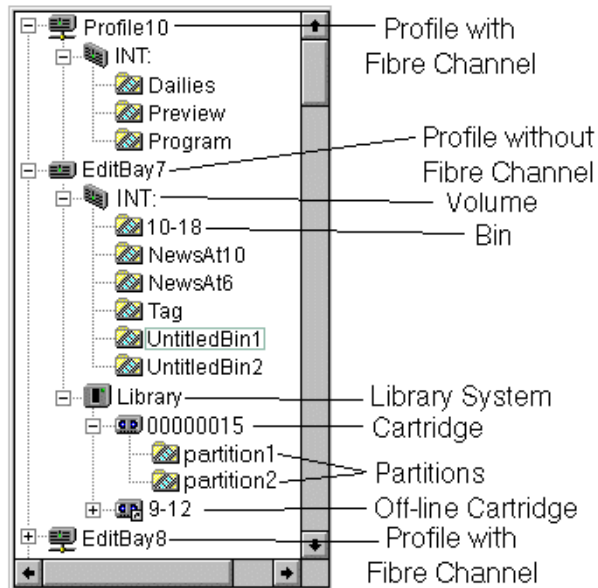 Profile10
Profile with
Fibre Channel
INT:
Dailies
Preview
Program
Profile without
Fibre Channel
EditBay7
INT:
Volume
10-18
Bin
NewsAt10
NewsAt6
Tag
UntitledBin1
UntitledBin2
Library
Library System
00000015
Cartridge
partition1
partition2
Partitions
9-12
Off-line Cartridge
EditBay8
Profile with
Fibre Channel